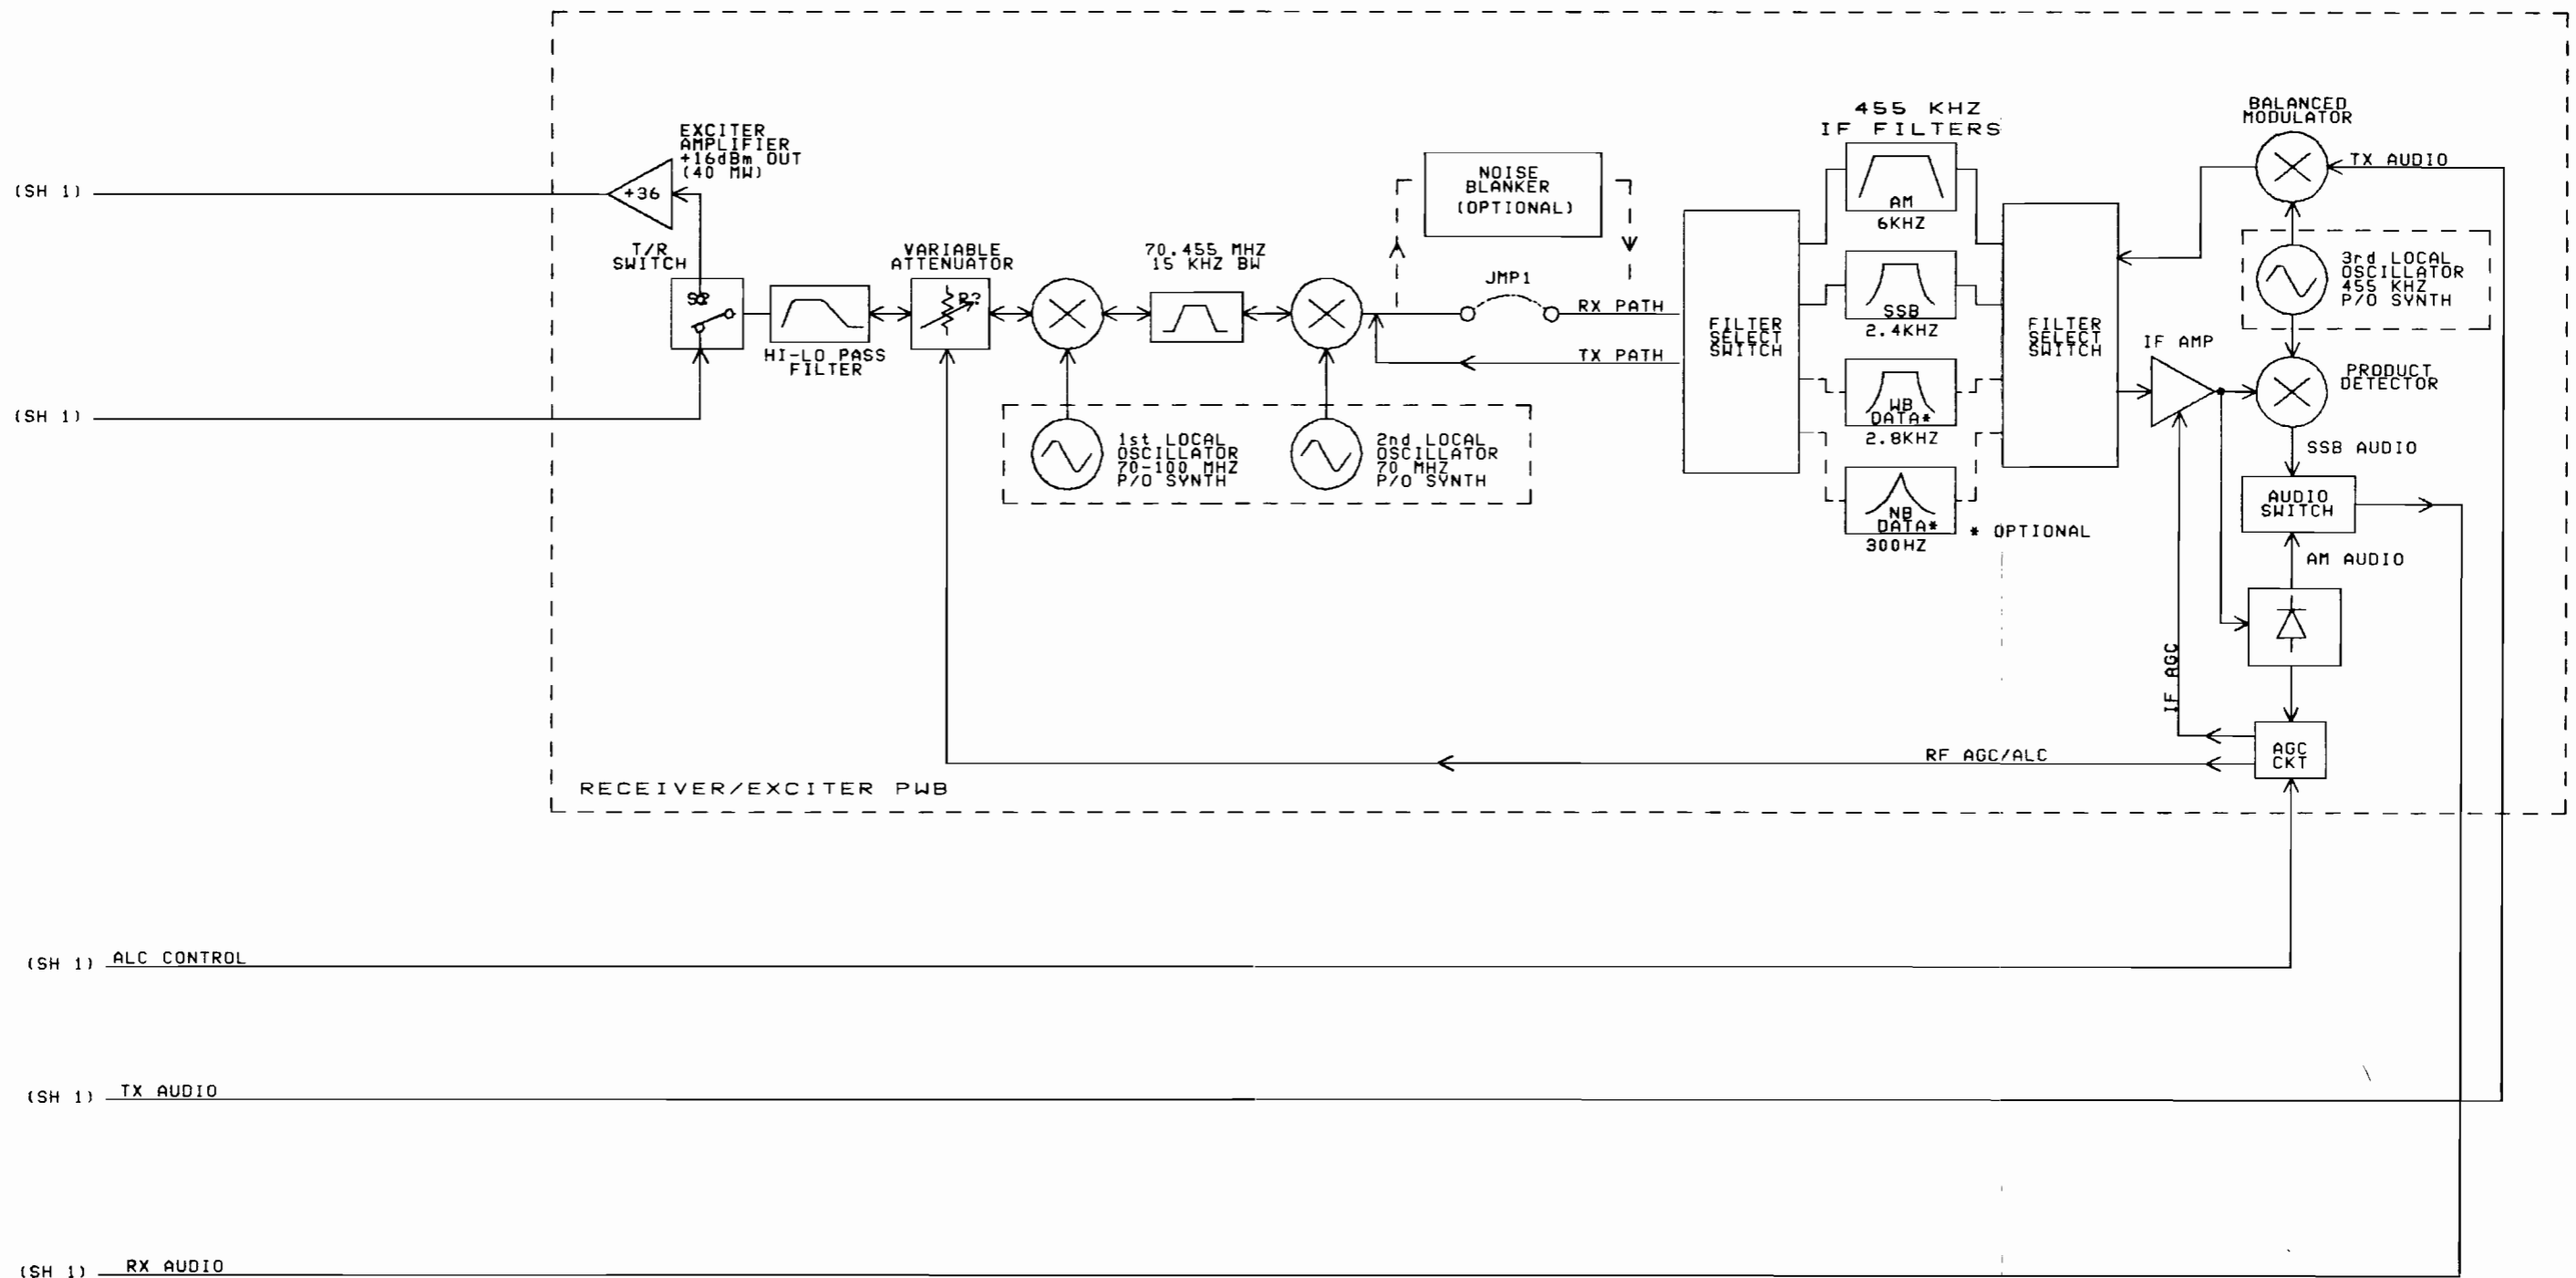 455 KHZ
IF FILTERS
BALANCED
MODULATOR
EXCITER
AMPLIFIER
+16dBm OUT
(40 MW)
(SH 1)
+36
NOISE
BLANKER
(OPTIONAL)
AM
6KHZ
TX AUDIO
T/R
SWITCH
S?
HI-LO PASS
FILTER
VARIABLE
ATTENUATOR
R?
70.455 MHZ
15 KHZ BW
JMP1
RX PATH
TX PATH
FILTER
SELECT
SWITCH
SSB
2.4KHZ
WB
DATA*
2.8KHZ
NB
DATA*
300HZ
* OPTIONAL
FILTER
SELECT
SWITCH
3rd LOCAL
OSCILLATOR
455 KHZ
P/O SYNTH
IF AMP
PRODUCT
DETECTOR
(SH 1)
1st LOCAL
OSCILLATOR
70-100 MHZ
P/O SYNTH
2nd LOCAL
OSCILLATOR
70 MHZ
P/O SYNTH
SSB AUDIO
AUDIO
SWITCH
AM AUDIO
IF AGC
AGC
CKT
RF AGC/ALC
RECEIVER/EXCITER PWB
(SH 1) ALC CONTROL
(SH 1) TX AUDIO
(SH 1) RX AUDIO